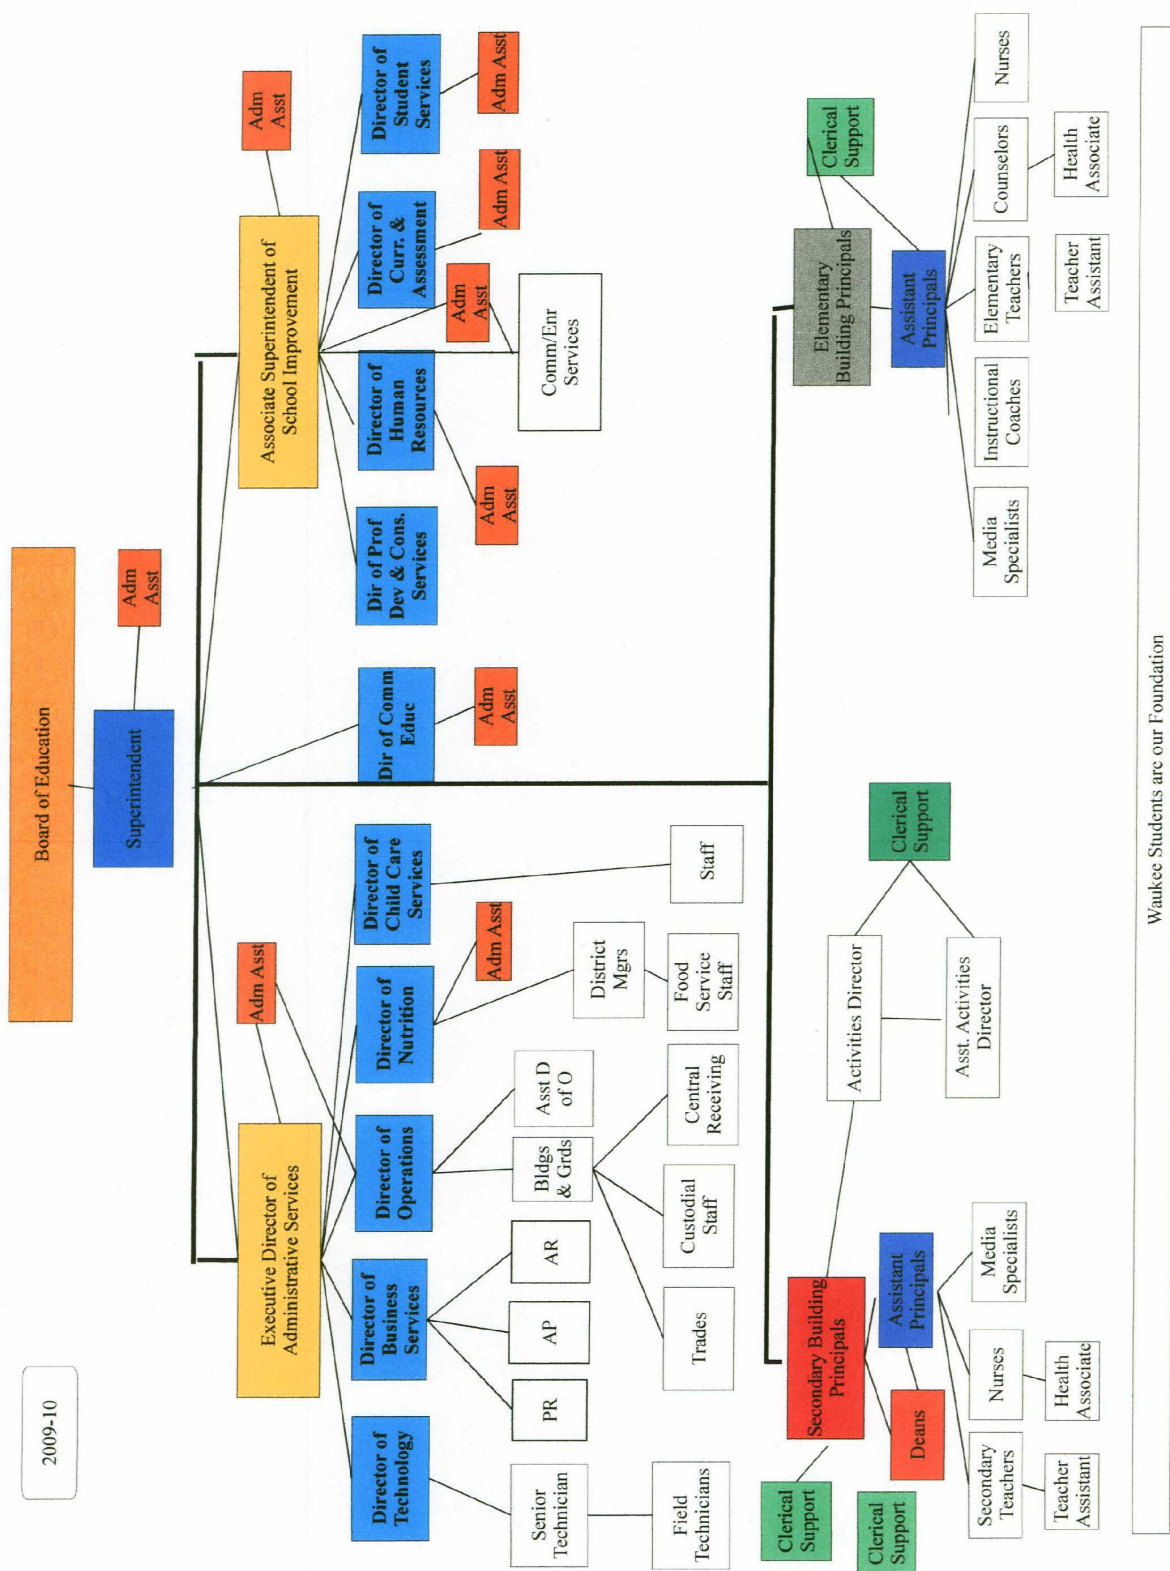 2009-10
Board of Education
Superintendent
Adm
Asst
Executive Director of
Administrative Services
Adm Asst
Associate Superintendent of
School Improvement
Adm
Asst
Director of
Technology
Director of
Business
Services
Director of
Operations
Director of
Nutrition
Director of
Child Care
Services
Dir of Comm
Educ
Dir of Prof
Dev & Cons.
Services
Director of
Human
Resources
Director of
Curr. &
Assessment
Director of
Student
Services
Adm Asst
Adm
Asst
Adm
Asst
Adm
Asst
Adm Asst
Adm Asst
Senior
Technician
PR
AP
AR
Bldgs
& Grds
Asst D
of O
District
Mgrs
Comm/Enr
Services
Field
Technicians
Trades
Custodial
Staff
Central
Receiving
Food
Service
Staff
Staff
Clerical
Support
Clerical
Support
Secondary Building
Principals
Deans
Assistant
Principals
Activities Director
Clerical
Support
Asst. Activities
Director
Secondary
Teachers
Nurses
Media
Specialists
Teacher
Assistant
Health
Associate
Elementary
Building Principals
Clerical
Support
Assistant
Principals
Media
Specialists
Instructional
Coaches
Elementary
Teachers
Counselors
Nurses
Teacher
Assistant
Health
Associate
Waukee Students are our Foundation